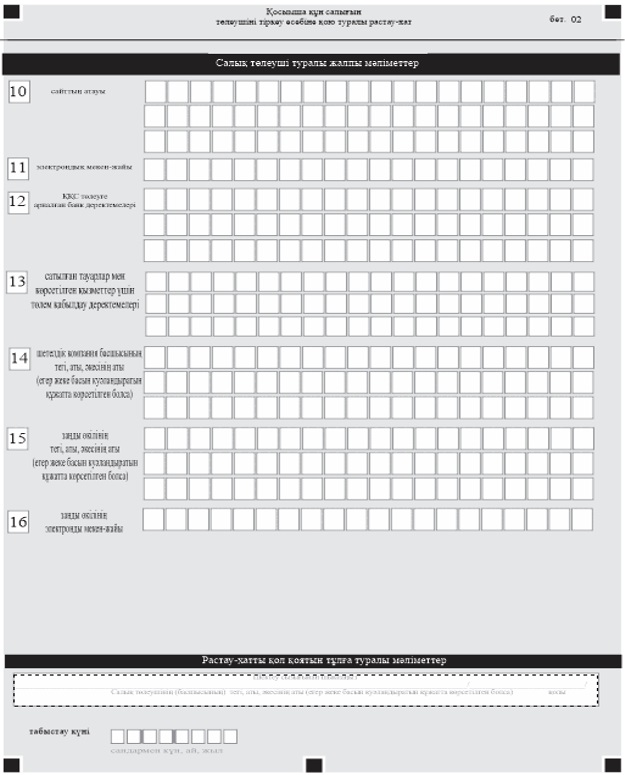 Қосымша құн салығын
төлеушіні тіркеу есебіне қою туралы растау-хат
бет. 02
Салық төлеуші туралы жалпы мәліметтер
10 сайттың атауы
11 электрондық мекен-жайы
12 ҚҚС төлеуге
арналған банк деректемелері
13 сатылған тауарлар мен
көрсетілген қызметтер үшін
төлем қабылдау деректемелері
14 шетелдік компания басшысының
тегі, аты, әкесінің аты
(егер жеке басын куәландыратын
құжатта көрсетілген болса)
15 заңды өкілінің
тегі, аты, әкесінің аты
(егер жеке басын куәландыратын
құжатта көрсетілген болса)
16 заңды өкілінің
электронды мекен-жайы
Растау-хатты қол қоятын тұлға туралы мәліметтер
Салық төлеушінің (басшысының) тегі, аты, әкесінің аты (егер жеке басын куәландыратын құжатта көрсетілген болса) қолы
табыстау күні
сандармен күн, ай, жыл